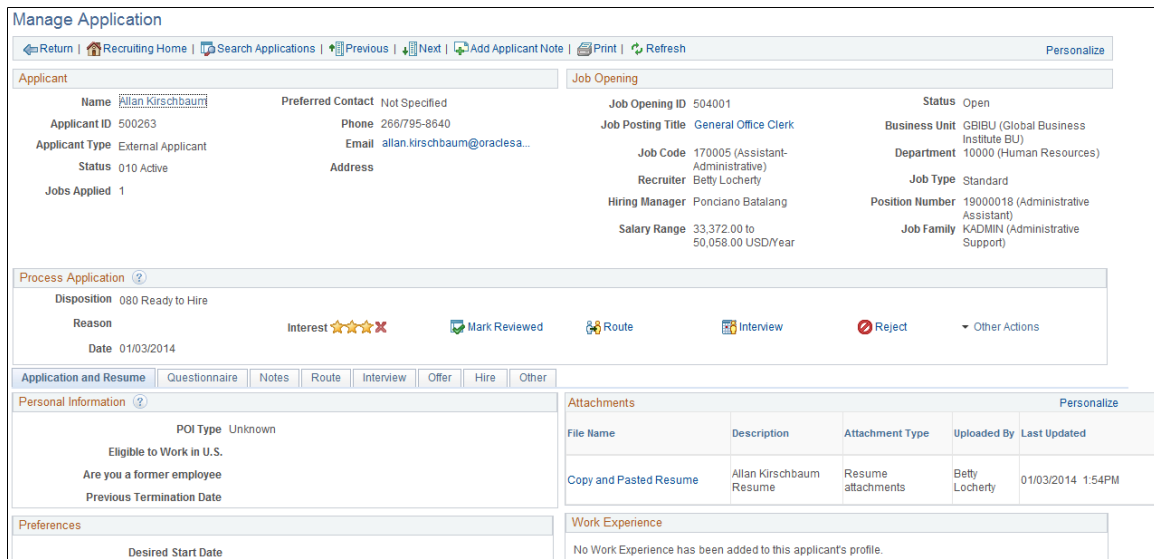 Manage Application
Return | Recruiting Home | Search Applications | Previous | Next | Add Applicant Note | Print | Refresh
Personalize
Applicant
Name Allan Kirschbaum
Applicant ID 500263
Applicant Type External Applicant
Status 010 Active
Jobs Applied 1
Preferred Contact Not Specified
Phone 266/795-8640
Email allan.kirschbaum@oraclesa...
Address
Job Opening
Job Opening ID 504001
Job Posting Title General Office Clerk
Job Code 170005 (Assistant-
Administrative)
Recruiter Betty Locherty
Hiring Manager Ponciano Batalang
Salary Range 33,372.00 to
50,058.00 USD/Year
Status Open
Business Unit GBIBU (Global Business
Institute BU)
Department 10000 (Human Resources)
Job Type Standard
Position Number 19000018 (Administrative
Assistant)
Job Family KADMIN (Administrative
Support)
Process Application ?
Disposition 080 Ready to Hire
Reason
Date 01/03/2014
Interest
Mark Reviewed
Route
Interview
Reject
Other Actions
Application and Resume Questionnaire Notes Route Interview Offer Hire Other
Personal Information ?
POI Type Unknown
Eligible to Work in U.S.
Are you a former employee
Previous Termination Date
Preferences
Desired Start Date
Attachments Personalize
File Name Description Attachment Type Uploaded By Last Updated
Copy and Pasted Resume Allan Kirschbaum Resume Betty 01/03/2014 1:54PM
Resume attachments Locherty
Work Experience
No Work Experience has been added to this applicant's profile.